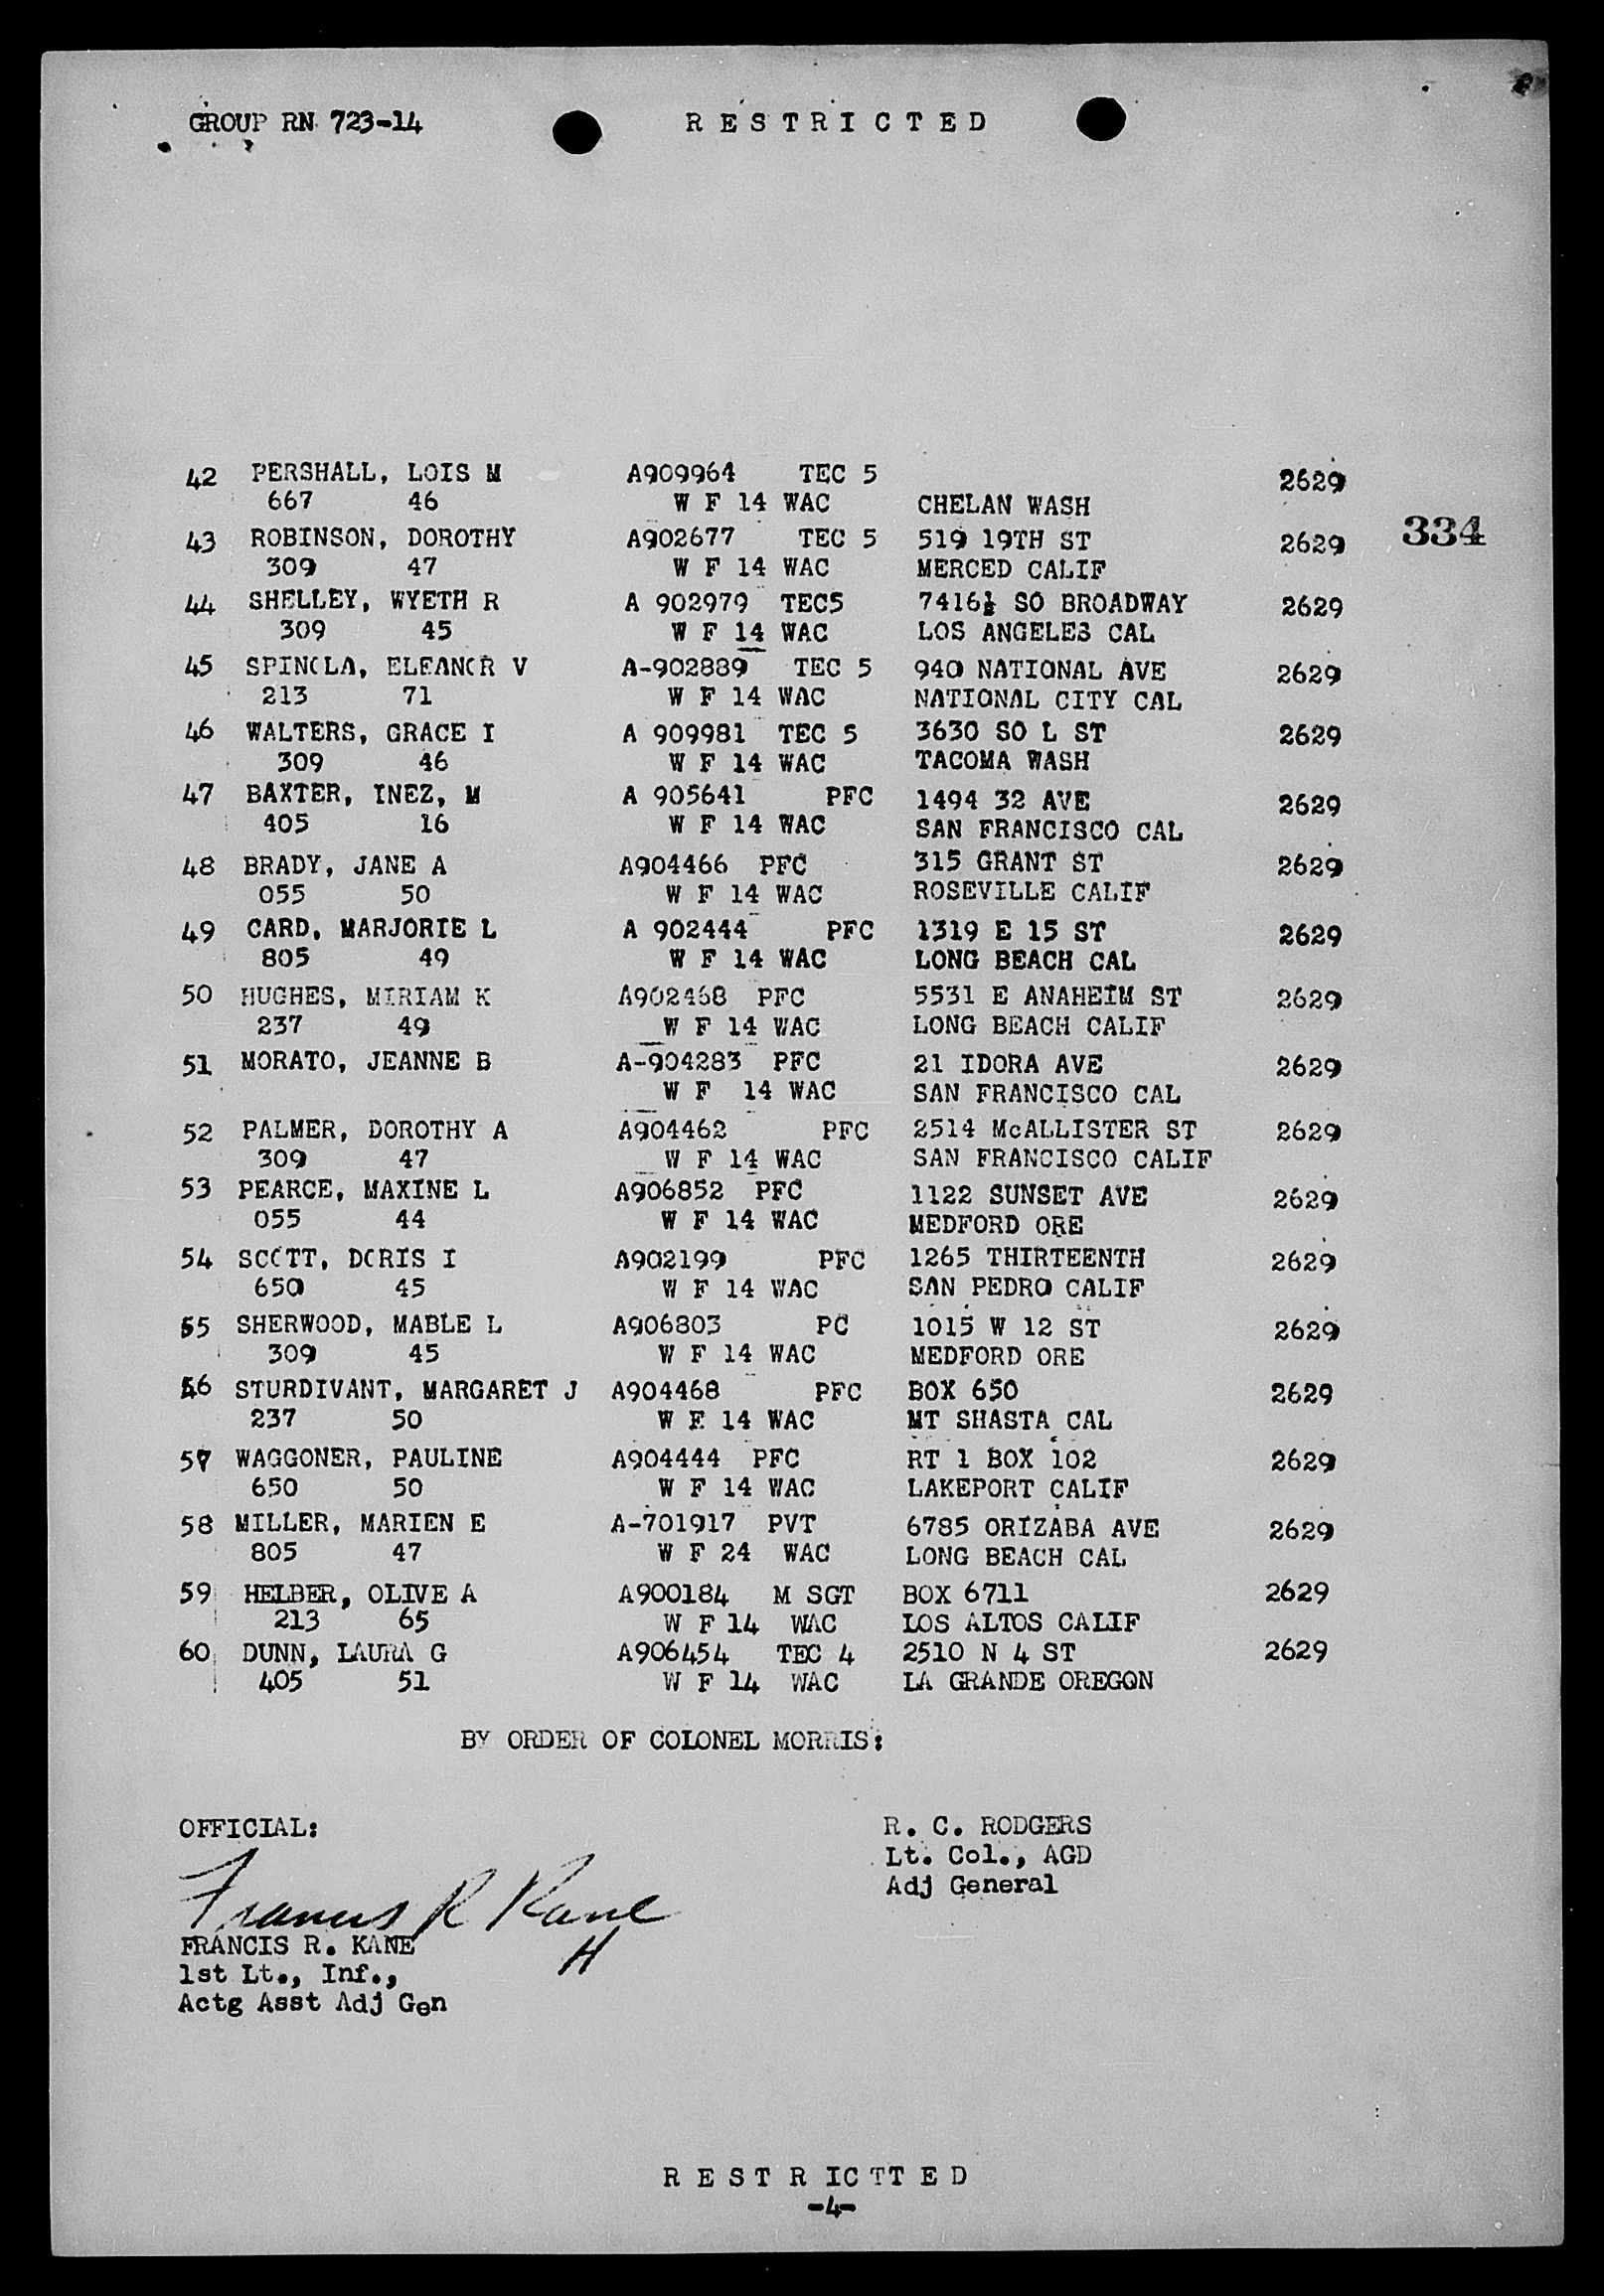 GROUP RN 723-14 RESTRICTED
42 PERSHALL, LOIS M A909964 TEC 5 2629
667 46 W F 14 WAC CHELAN WASH
334
43 ROBINSON, DOROTHY A902677 TEC 5 519 19TH ST 2629
309 47 W F 14 WAC MERCED CALIF
44 SHELLEY, WYETH R A 902979 TEC5 7416½ SO BROADWAY 2629
309 45 W F 14 WAC LOS ANGELES CAL
45 SPINOLA, ELEANOR V A-902889 TEC 5 940 NATIONAL AVE 2629
213 71 W F 14 WAC NATIONAL CITY CAL
46 WALTERS, GRACE I A 909981 TEC 5 3630 SO L ST 2629
309 46 W F 14 WAC TACOMA WASH
47 BAXTER, INEZ, M A 905641 PFC 1494 32 AVE 2629
405 16 W F 14 WAC SAN FRANCISCO CAL
48 BRADY, JANE A A904466 PFC 315 GRANT ST 2629
055 50 W F 14 WAC ROSEVILLE CALIF
49 CARD, MARJORIE L A 902444 PFC 1319 E 15 ST 2629
805 49 W F 14 WAC LONG BEACH CAL
50 HUGHES, MIRIAM K A902468 PFC 5531 E ANAHEIM ST 2629
237 49 W F 14 WAC LONG BEACH CALIF
51 MORATO, JEANNE B A-904283 PFC 21 IDORA AVE 2629
W F 14 WAC SAN FRANCISCO CAL
52 PALMER, DOROTHY A A904462 PFC 2514 McALLISTER ST 2629
309 47 W F 14 WAC SAN FRANCISCO CALIF
53 PEARCE, MAXINE L A906852 PFC 1122 SUNSET AVE 2629
055 44 W F 14 WAC MEDFORD ORE
54 SCOTT, DORIS I A902199 PFC 1265 THIRTEENTH 2629
650 45 W F 14 WAC SAN PEDRO CALIF
55 SHERWOOD, MABLE L A906803 PC 1015 W 12 ST 2629
309 45 W F 14 WAC MEDFORD ORE
56 STURDIVANT, MARGARET J A904468 PFC BOX 650 2629
237 50 W F 14 WAC MT SHASTA CAL
57 WAGGONER, PAULINE A904444 PFC RT 1 BOX 102 2629
650 50 W F 14 WAC LAKEPORT CALIF
58 MILLER, MARIEN E A-701917 PVT 6785 ORIZABA AVE 2629
805 47 W F 24 WAC LONG BEACH CAL
59 HELBER, OLIVE A A900184 M SGT BOX 6711 2629
213 65 W F 14 WAC LOS ALTOS CALIF
60 DUNN, LAURA G A906454 TEC 4 2510 N 4 ST 2629
405 51 W F 14 WAC LA GRANDE OREGON
BY ORDER OF COLONEL MORRIS:
OFFICIAL: R. C. RODGERS
Lt. Col., AGD
Adj General
Francis R Kane
H
FRANCIS R. KANE
1st Lt., Inf.,
Actg Asst Adj Gen
RESTRICTTED
-4-